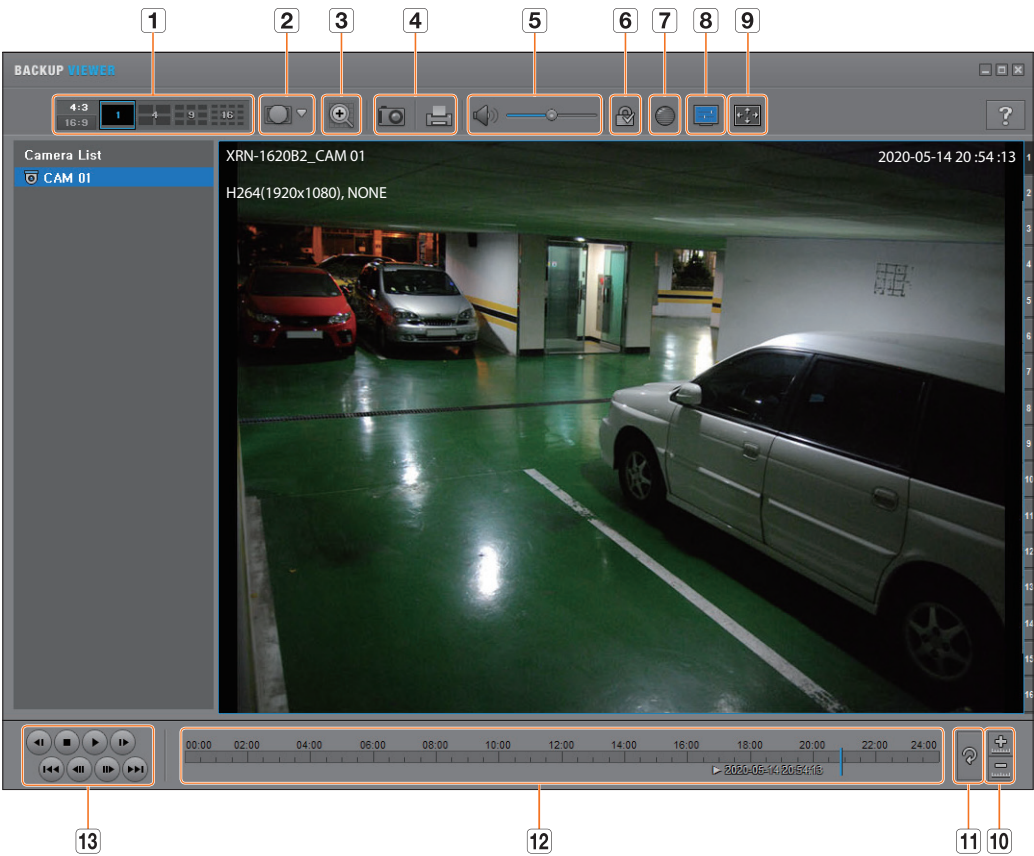 1 2 3 4 5 6 7 8 9
BACKUP VIEWER
4:3
16:9
1 4 9 16
?
Camera List
CAM 01
XRN-1620B2_CAM 01
2020-05-14 20 :54 :13
H264(1920x1080), NONE
1
2
3
4
5
6
7
8
9
10
11
12
13
14
15
16
00:00 02:00 04:00 06:00 08:00 10:00 12:00 14:00 16:00 18:00 20:00 22:00 24:00
2020-05-14 20:54:13
13 12 11 10